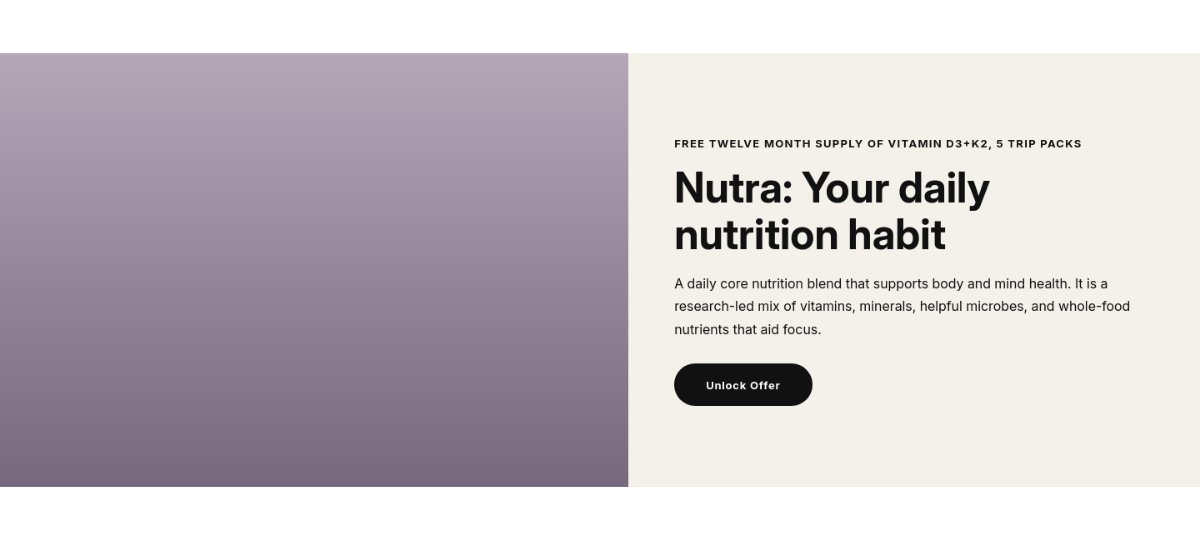 FREE TWELVE MONTH SUPPLY OF VITAMIN D3+K2, 5 TRIP PACKS
Nutra: Your daily
nutrition habit
A daily core nutrition blend that supports body and mind health. It is a
research-led mix of vitamins, minerals, helpful microbes, and whole-food
nutrients that aid focus.
Unlock Offer